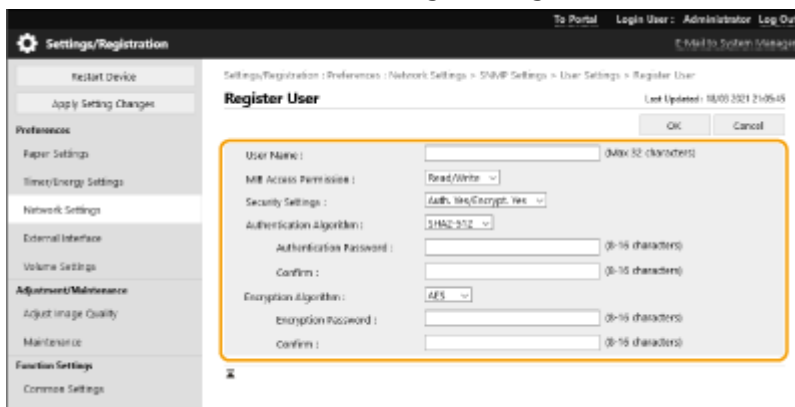 To Portal Login User : Administrator Log Ou
Settings/Registration
E-Mail to System Manager
Restart Device
Apply Setting Changes
Preferences
Paper Settings
Timer/Energy Settings
Network Settings
External Interface
Volume Settings
Adjustment/Maintenance
Adjust Image Quality
Maintenance
Function Settings
Common Settings
Settings/Registration : Preferences : Network Settings > SNMP Settings > User Settings > Register User
Register User
Last Updated : 18/03 2021 21:05:45
OK Cancel
User Name : (Max 32 characters)
MIB Access Permission : Read/Write
Security Settings : Auth. Yes/Encrypt. Yes
Authentication Algorithm : SHA2-512
Authentication Password : (8-16 characters)
Confirm : (8-16 characters)
Encryption Algorithm : AES
Encryption Password : (8-16 characters)
Confirm : (8-16 characters)